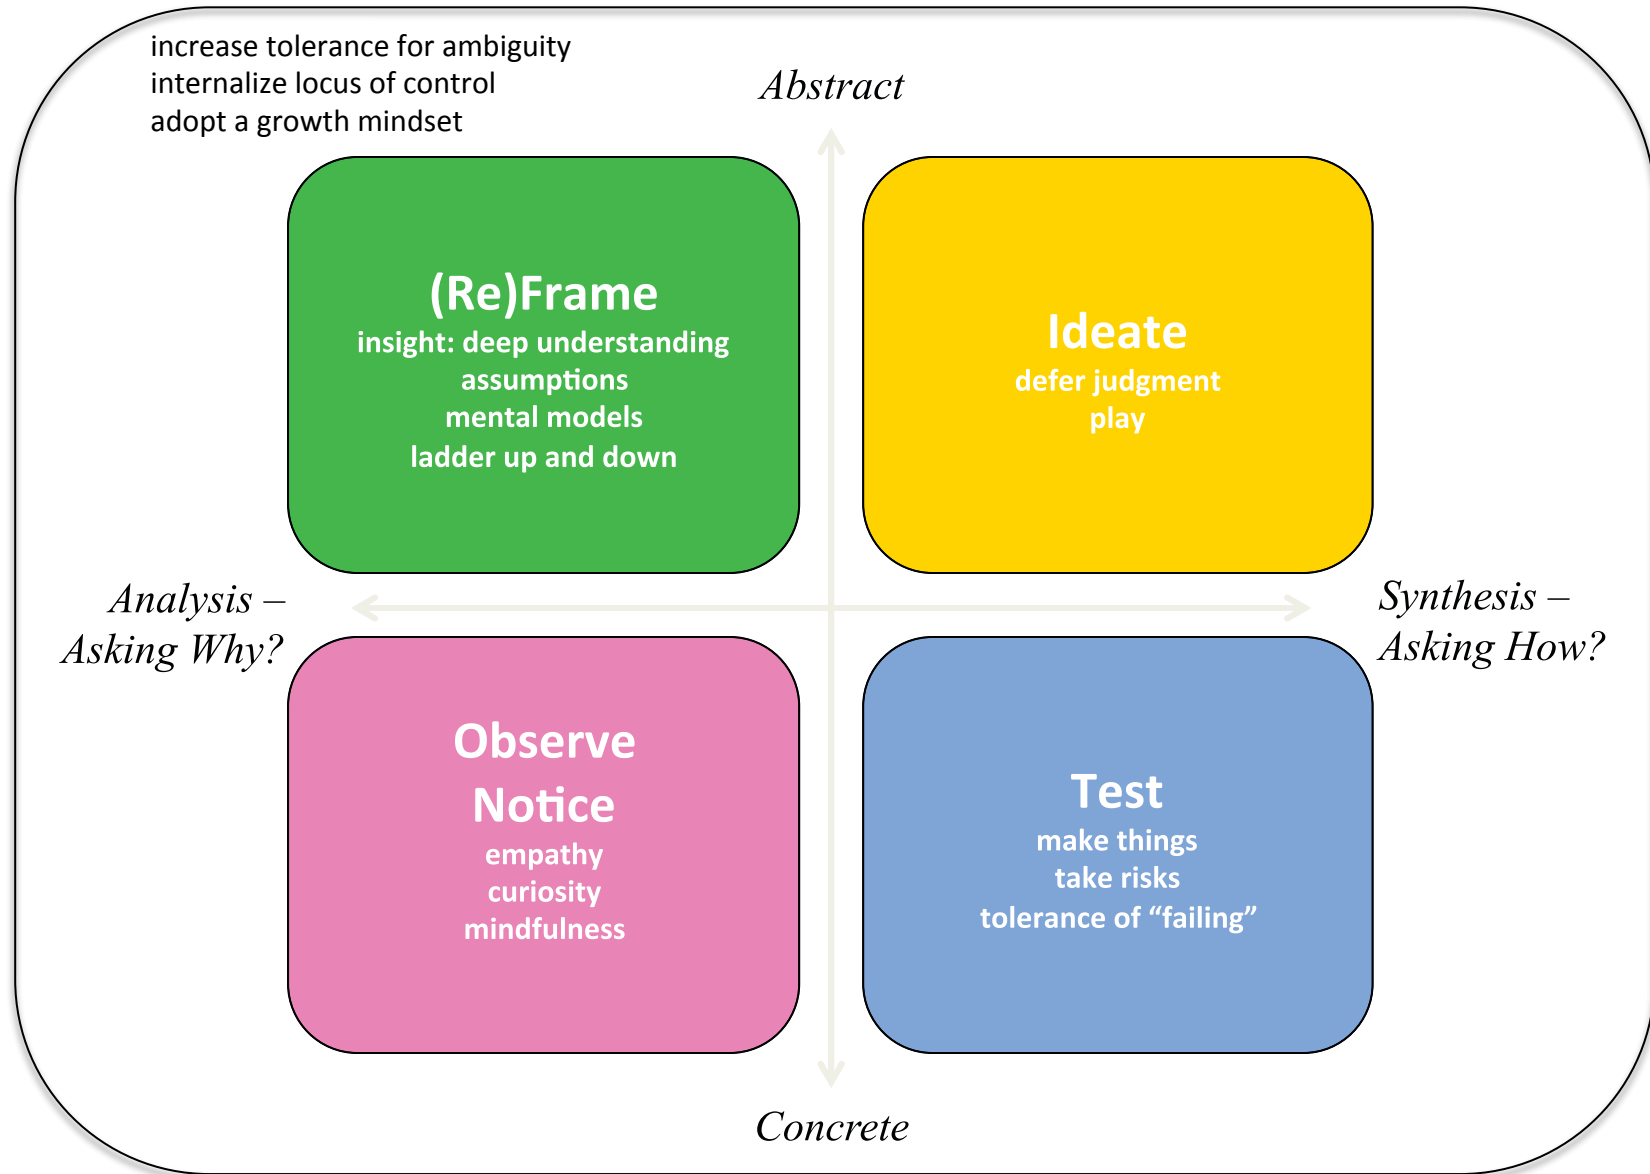 increase tolerance for ambiguity
internalize locus of control
adopt a growth mindset
Abstract
(Re)Frame
insight: deep understanding
assumptions
mental models
ladder up and down
Ideate
defer judgment
play
Analysis –
Asking Why?
Synthesis –
Asking How?
Observe
Notice
empathy
curiosity
mindfulness
Test
make things
take risks
tolerance of “failing”
Concrete